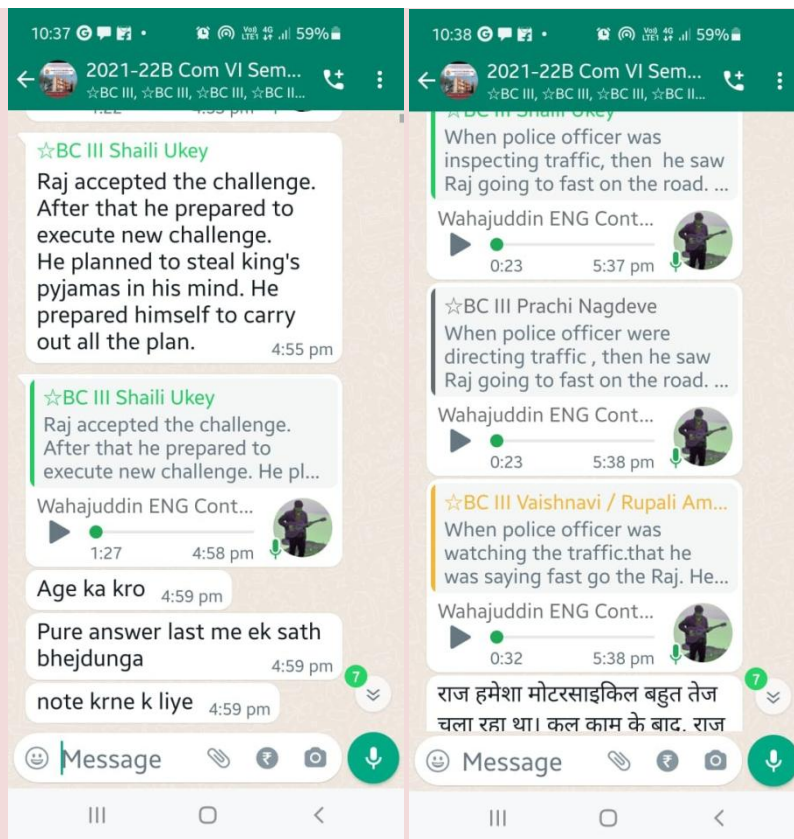 10:37 G 59%
2021-22B Com VI Sem...
☆BC III, ☆BC III, ☆BC III, ☆BC II...
☆BC III Shaili Ukey
Raj accepted the challenge.
After that he prepared to
execute new challenge.
He planned to steal king's
pyjamas in his mind. He
prepared himself to carry
out all the plan.
4:55 pm
☆BC III Shaili Ukey
Raj accepted the challenge.
After that he prepared to
execute new challenge. He pl...
Wahajuddin ENG Cont...
1:27 4:58 pm
Age ka kro 4:59 pm
Pure answer last me ek sath
bhejdunga 4:59 pm
7
note krne k liye 4:59 pm
Message
10:38 G 59%
2021-22B Com VI Sem...
☆BC III, ☆BC III, ☆BC III, ☆BC II...
☆BC III Shaili Ukey
When police officer was
inspecting traffic, then he saw
Raj going to fast on the road. ...
Wahajuddin ENG Cont...
0:23 5:37 pm
☆BC III Prachi Nagdeve
When police officer were
directing traffic , then he saw
Raj going to fast on the road. ...
Wahajuddin ENG Cont...
0:23 5:38 pm
☆BC III Vaishnavi / Rupali Am...
When police officer was
watching the traffic.that he
was saying fast go the Raj. He...
Wahajuddin ENG Cont...
0:32 5:38 pm
7
राज हमेशा मोटरसाइकिल बहुत तेज
चला रहा था। कल काम के बाद, राज
Message